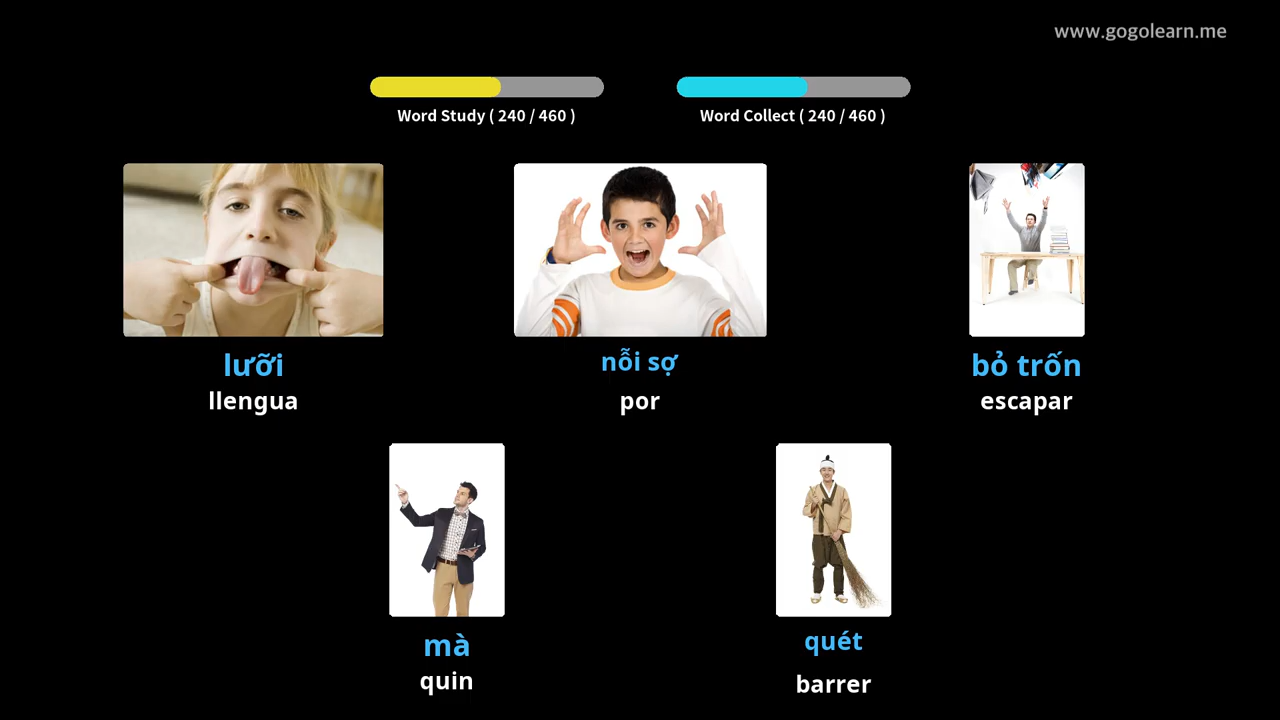 www.gogolearn.me
Word Study ( 240 / 460 )
Word Collect ( 240 / 460 )
lưỡi
llengua
nỗi sợ
por
bỏ trốn
escapar
mà
quin
quét
barrer